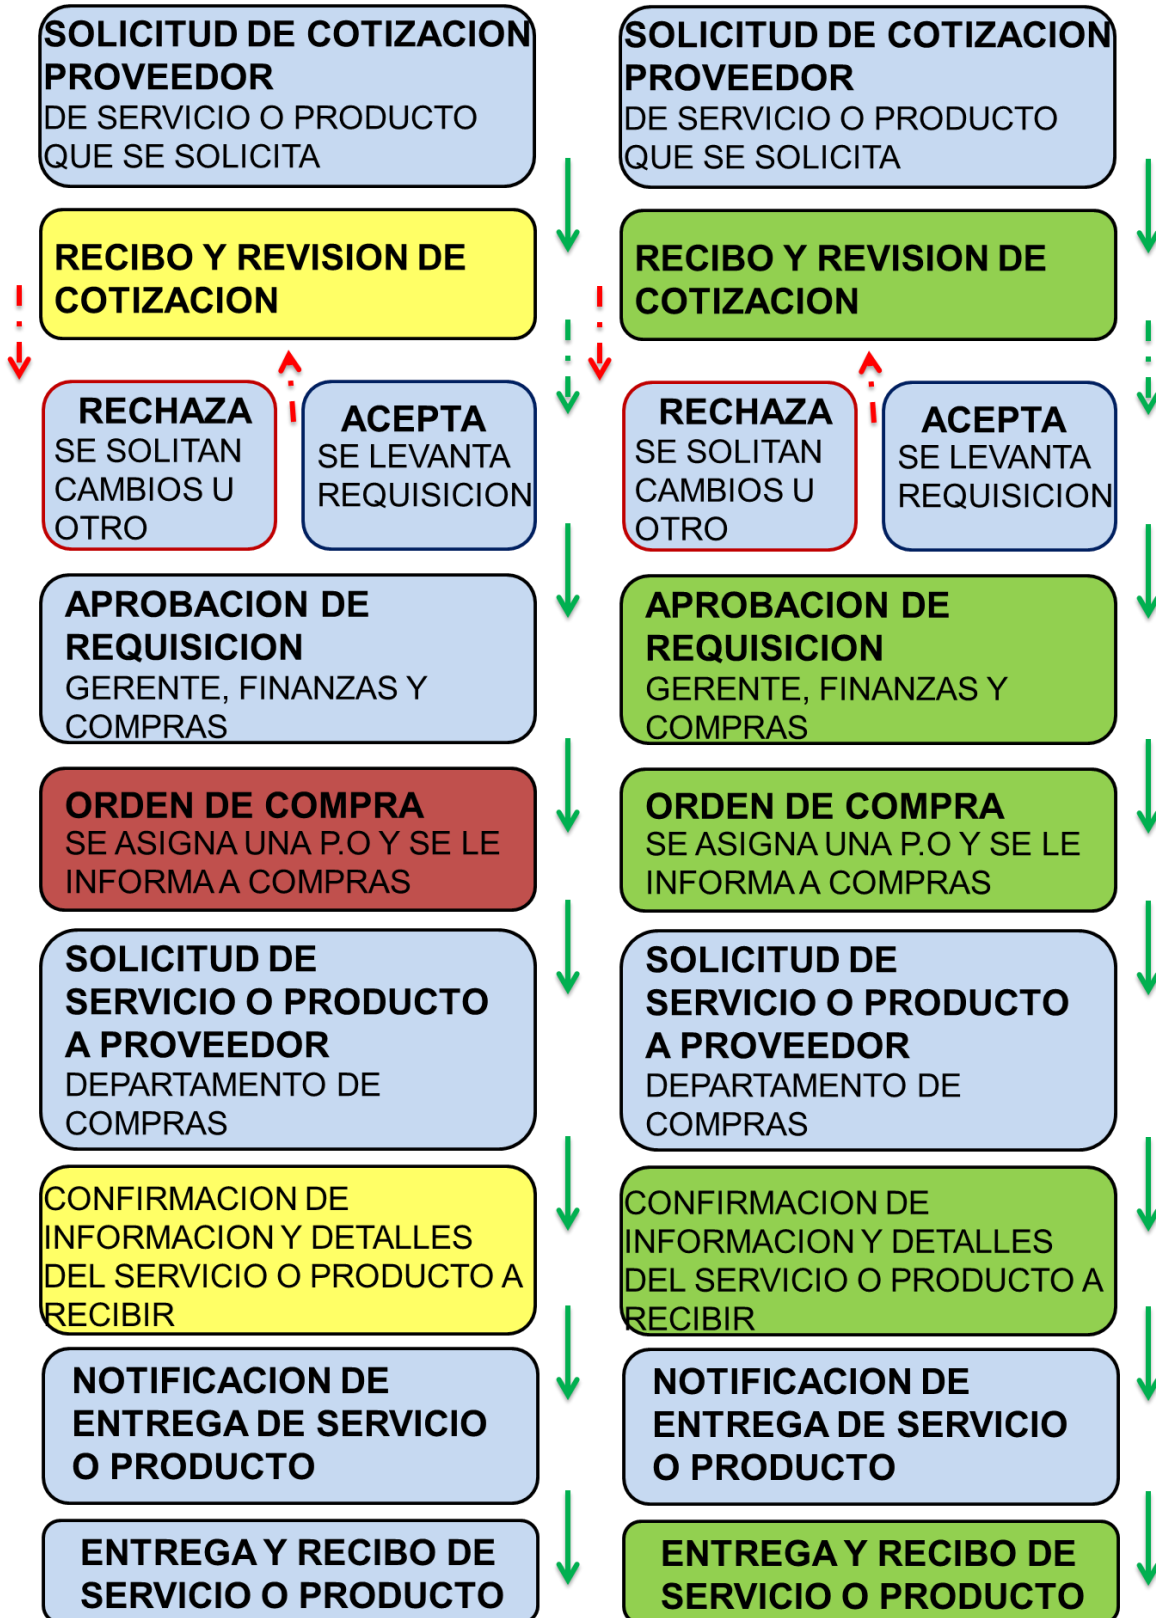 SOLICITUD DE COTIZACION
PROVEEDOR
DE SERVICIO O PRODUCTO
QUE SE SOLICITA
RECIBO Y REVISION DE
COTIZACION
RECHAZA
SE SOLITAN
CAMBIOS U
OTRO
ACEPTA
SE LEVANTA
REQUISICION
APROBACION DE
REQUISICION
GERENTE, FINANZAS Y
COMPRAS
ORDEN DE COMPRA
SE ASIGNA UNA P.O Y SE LE
INFORMA A COMPRAS
SOLICITUD DE
SERVICIO O PRODUCTO
A PROVEEDOR
DEPARTAMENTO DE
COMPRAS
CONFIRMACION DE
INFORMACION Y DETALLES
DEL SERVICIO O PRODUCTO A
RECIBIR
NOTIFICACION DE
ENTREGA DE SERVICIO
O PRODUCTO
ENTREGA Y RECIBO DE
SERVICIO O PRODUCTO
SOLICITUD DE COTIZACION
PROVEEDOR
DE SERVICIO O PRODUCTO
QUE SE SOLICITA
RECIBO Y REVISION DE
COTIZACION
RECHAZA
SE SOLITAN
CAMBIOS U
OTRO
ACEPTA
SE LEVANTA
REQUISICION
APROBACION DE
REQUISICION
GERENTE, FINANZAS Y
COMPRAS
ORDEN DE COMPRA
SE ASIGNA UNA P.O Y SE LE
INFORMA A COMPRAS
SOLICITUD DE
SERVICIO O PRODUCTO
A PROVEEDOR
DEPARTAMENTO DE
COMPRAS
CONFIRMACION DE
INFORMACION Y DETALLES
DEL SERVICIO O PRODUCTO A
RECIBIR
NOTIFICACION DE
ENTREGA DE SERVICIO
O PRODUCTO
ENTREGA Y RECIBO DE
SERVICIO O PRODUCTO